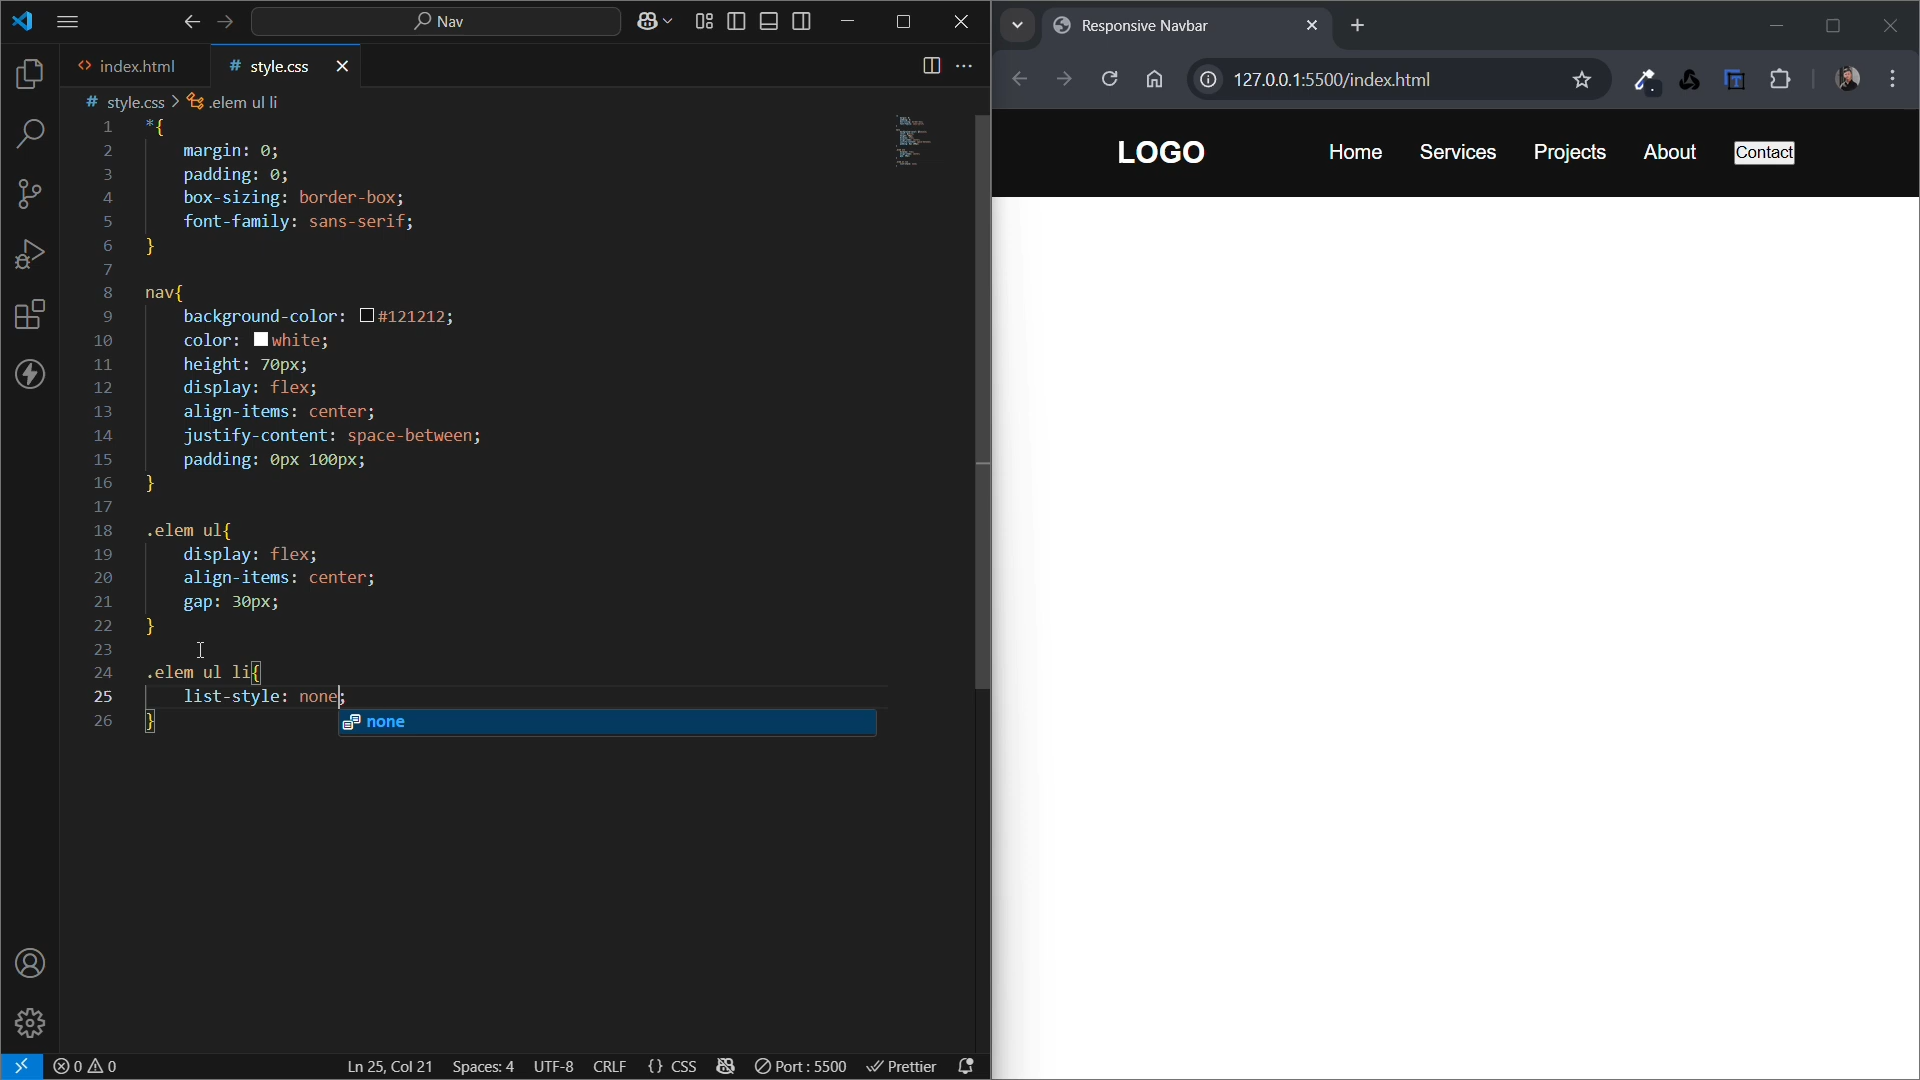 Nav
index.html
# style.css
# style.css > .elem ul li
1 *{
2 margin: 0;
3 padding: 0;
4 box-sizing: border-box;
5 font-family: sans-serif;
6 }
7
8 nav{
9 background-color: #121212;
10 color: white;
11 height: 70px;
12 display: flex;
13 align-items: center;
14 justify-content: space-between;
15 padding: 0px 100px;
16 }
17
18 .elem ul{
19 display: flex;
20 align-items: center;
21 gap: 30px;
22 }
23
24 .elem ul li{
25 list-style: none;
26 }
none
0 0
Ln 25, Col 21
Spaces: 4
UTF-8
CRLF
{} CSS
Port : 5500
Prettier
Responsive Navbar
127.0.0.1:5500/index.html
LOGO
Home
Services
Projects
About
Contact